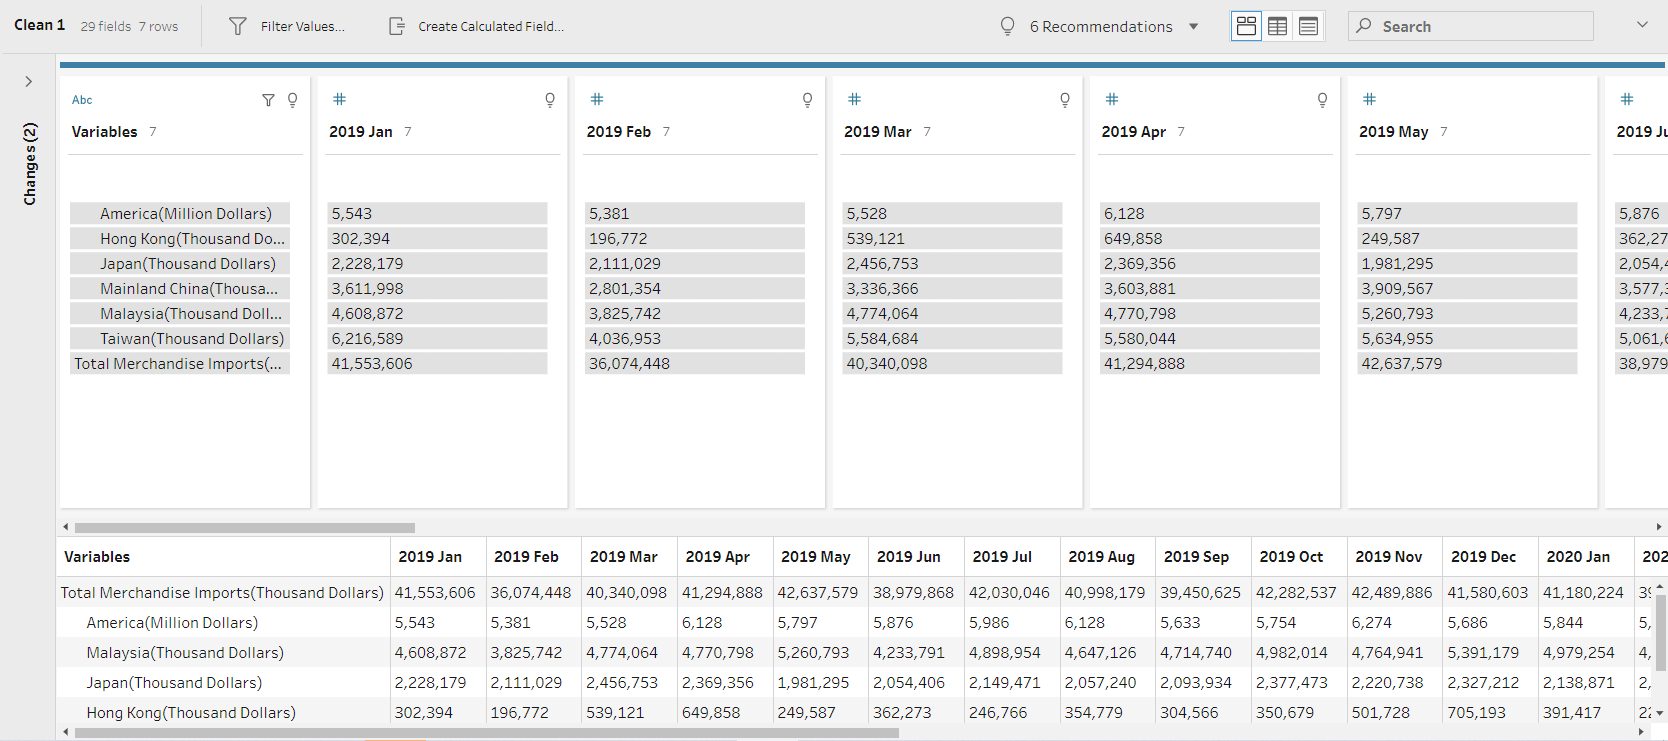 Clean 1 29 fields 7 rows Filter Values... Create Calculated Field... 6 Recommendations Search
Changes (2)
Abc # # # # # #
Variables 7 2019 Jan 7 2019 Feb 7 2019 Mar 7 2019 Apr 7 2019 May 7 2019 Ju
America(Million Dollars) 5,543 5,381 5,528 6,128 5,797 5,876
Hong Kong(Thousand Do... 302,394 196,772 539,121 649,858 249,587 362,27
Japan(Thousand Dollars) 2,228,179 2,111,029 2,456,753 2,369,356 1,981,295 2,054,4
Mainland China(Thousa... 3,611,998 2,801,354 3,336,366 3,603,881 3,909,567 3,577,3
Malaysia(Thousand Doll... 4,608,872 3,825,742 4,774,064 4,770,798 5,260,793 4,233,7
Taiwan(Thousand Dollars) 6,216,589 4,036,953 5,584,684 5,580,044 5,634,955 5,061,6
Total Merchandise Imports(... 41,553,606 36,074,448 40,340,098 41,294,888 42,637,579 38,979
Variables 2019 Jan 2019 Feb 2019 Mar 2019 Apr 2019 May 2019 Jun 2019 Jul 2019 Aug 2019 Sep 2019 Oct 2019 Nov 2019 Dec 2020 Jan 202
Total Merchandise Imports(Thousand Dollars) 41,553,606 36,074,448 40,340,098 41,294,888 42,637,579 38,979,868 42,030,046 40,998,179 39,450,625 42,282,537 42,489,886 41,580,603 41,180,224 39
America(Million Dollars) 5,543 5,381 5,528 6,128 5,797 5,876 5,986 6,128 5,633 5,754 6,274 5,686 5,844 5,
Malaysia(Thousand Dollars) 4,608,872 3,825,742 4,774,064 4,770,798 5,260,793 4,233,791 4,898,954 4,647,126 4,714,740 4,982,014 4,764,941 5,391,179 4,979,254 4,
Japan(Thousand Dollars) 2,228,179 2,111,029 2,456,753 2,369,356 1,981,295 2,054,406 2,149,471 2,057,240 2,093,934 2,377,473 2,220,738 2,327,212 2,138,871 2,
Hong Kong(Thousand Dollars) 302,394 196,772 539,121 649,858 249,587 362,273 246,766 354,779 304,566 350,679 501,728 705,193 391,417 22